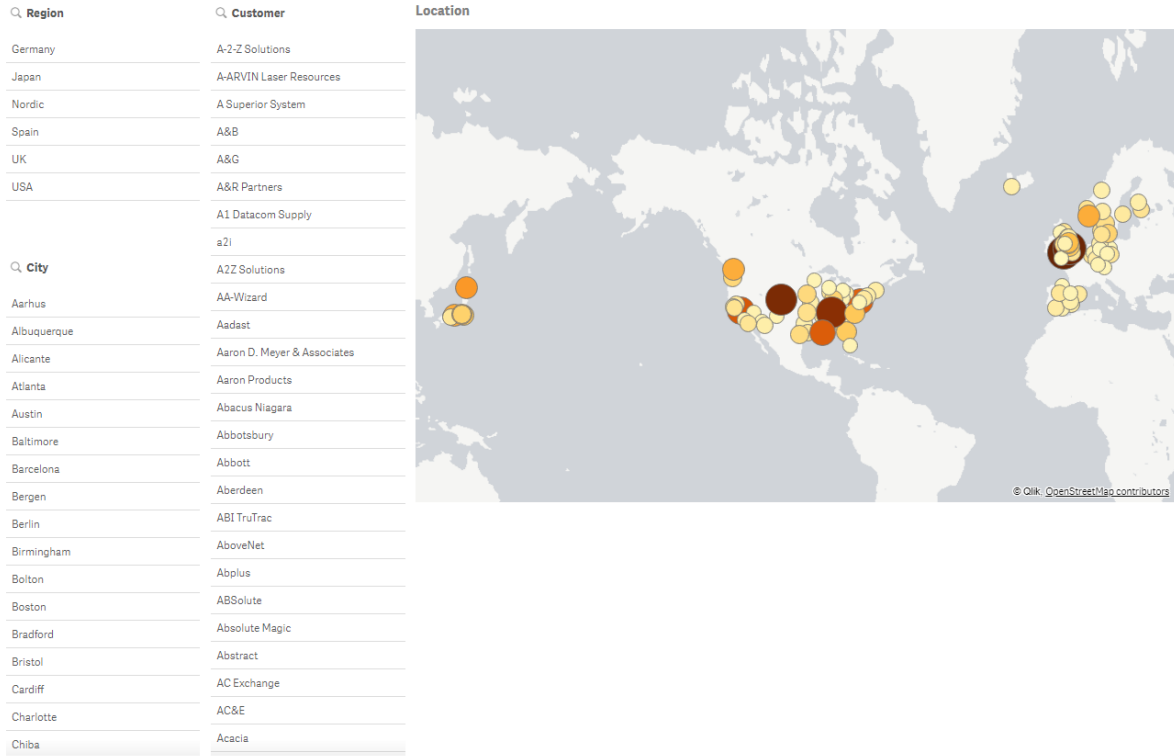 Region
Germany
Japan
Nordic
Spain
UK
USA
City
Aarhus
Albuquerque
Alicante
Atlanta
Austin
Baltimore
Barcelona
Bergen
Berlin
Birmingham
Bolton
Boston
Bradford
Bristol
Cardiff
Charlotte
Chiba
Customer
A-2-Z Solutions
A-ARVIN Laser Resources
A Superior System
A&B
A&G
A&R Partners
A1 Datacom Supply
a2i
A2Z Solutions
AA-Wizard
Aadast
Aaron D. Meyer & Associates
Aaron Products
Abacus Niagara
Abbotsbury
Abbott
Aberdeen
ABI TruTrac
AboveNet
Abplus
ABSolute
Absolute Magic
Abstract
AC Exchange
AC&E
Acacia
Location
© Qlik, OpenStreetMap contributors